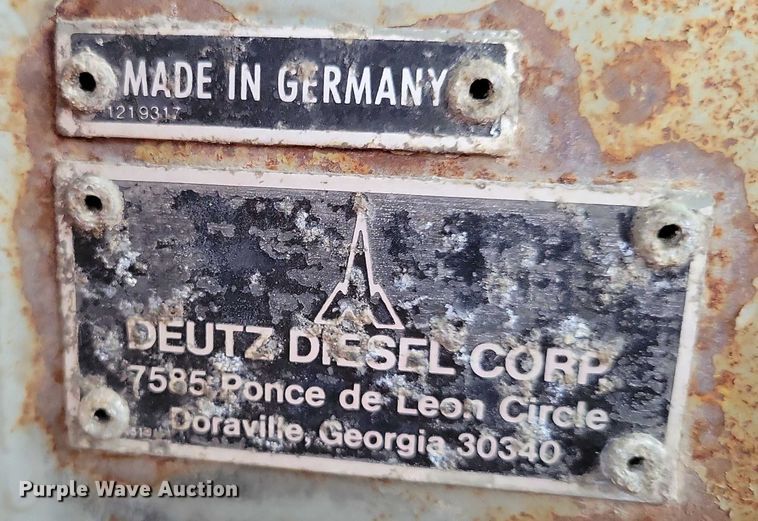 MADE IN GERMANY
1219317
DEUTZ DIESEL CORP.
7585 Ponce de Leon Circle
Doraville, Georgia 30340
Purple Wave Auction